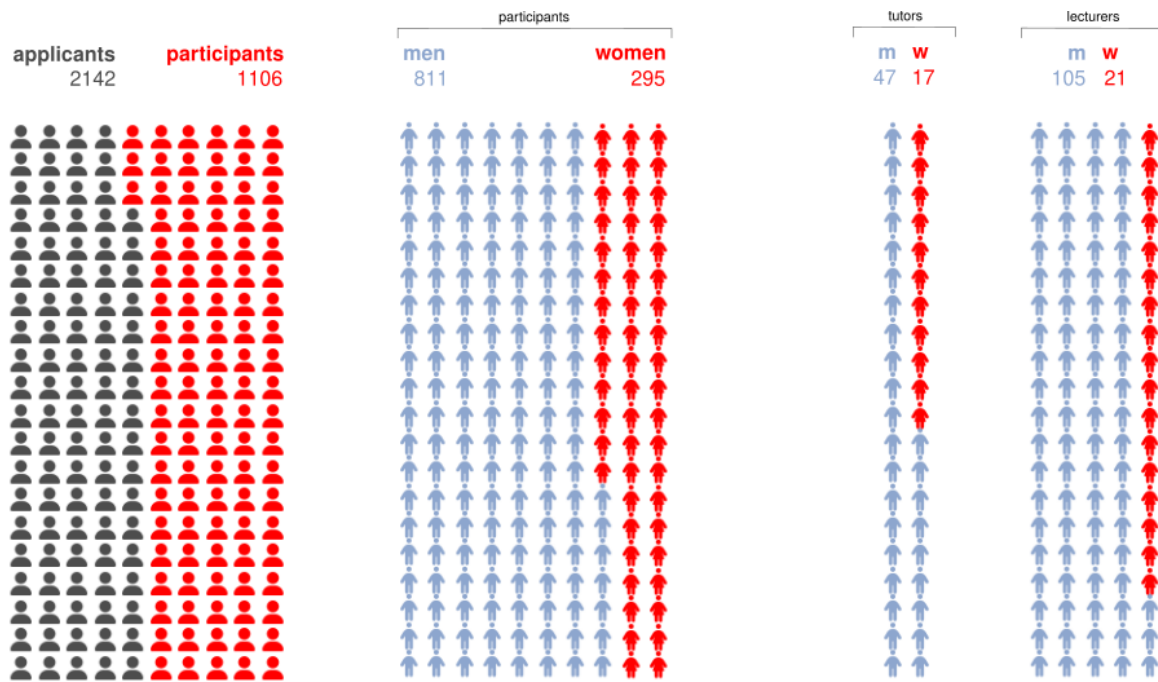 participants
tutors
lecturers
applicants participants
men women
m w
m w
2142 1106
811 295
47 17
105 21